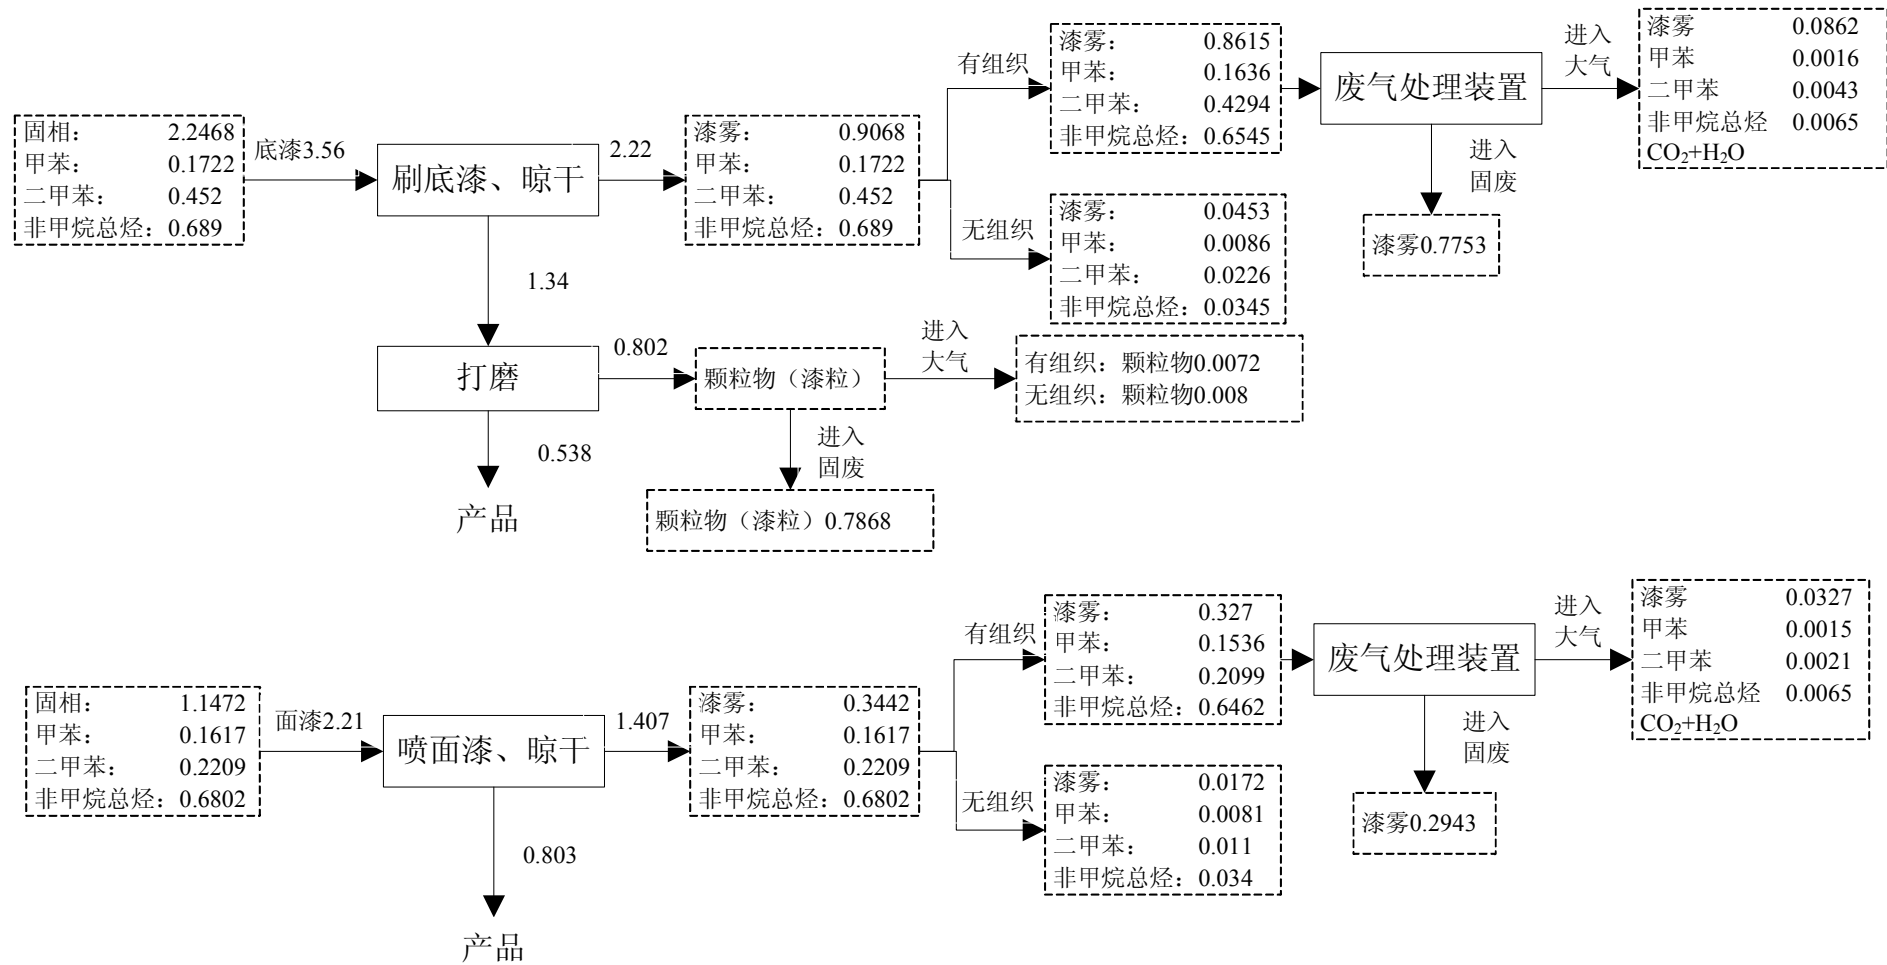 固相： 2.2468
甲苯： 0.1722
二甲苯： 0.452
非甲烷总烃：0.689
底漆3.56
刷底漆、晾干
2.22
漆雾： 0.9068
甲苯： 0.1722
二甲苯： 0.452
非甲烷总烃：0.689
有组织
漆雾： 0.8615
甲苯： 0.1636
二甲苯： 0.4294
非甲烷总烃：0.6545
废气处理装置
进入
大气
漆雾 0.0862
甲苯 0.0016
二甲苯 0.0043
非甲烷总烃 0.0065
CO₂+H₂O
进入
固废
漆雾0.7753
无组织
漆雾： 0.0453
甲苯： 0.0086
二甲苯： 0.0226
非甲烷总烃：0.0345
1.34
打磨
0.802
颗粒物（漆粒）
进入
大气
有组织：颗粒物0.0072
无组织：颗粒物0.008
进入
固废
颗粒物（漆粒）0.7868
0.538
产品
固相： 1.1472
甲苯： 0.1617
二甲苯： 0.2209
非甲烷总烃：0.6802
面漆2.21
喷面漆、晾干
1.407
漆雾： 0.3442
甲苯： 0.1617
二甲苯： 0.2209
非甲烷总烃：0.6802
有组织
漆雾： 0.327
甲苯： 0.1536
二甲苯： 0.2099
非甲烷总烃：0.6462
废气处理装置
进入
大气
漆雾 0.0327
甲苯 0.0015
二甲苯 0.0021
非甲烷总烃 0.0065
CO₂+H₂O
进入
固废
漆雾0.2943
无组织
漆雾： 0.0172
甲苯： 0.0081
二甲苯： 0.011
非甲烷总烃：0.034
0.803
产品